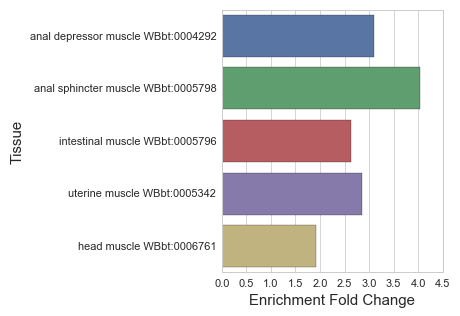 anal depressor muscle WBbt:0004292
anal sphincter muscle WBbt:0005798
intestinal muscle WBbt:0005796
uterine muscle WBbt:0005342
head muscle WBbt:0006761
Tissue
0.0 0.5 1.0 1.5 2.0 2.5 3.0 3.5 4.0 4.5
Enrichment Fold Change